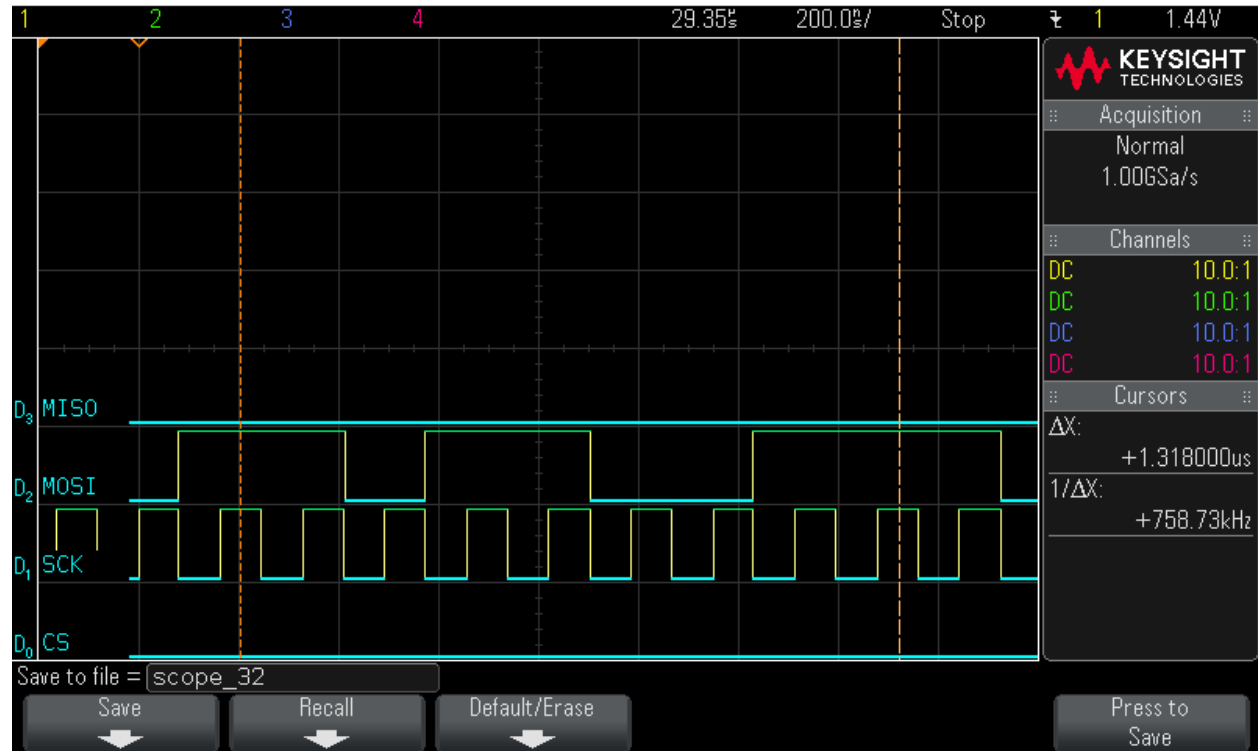 1 2 3 4 29.35µs 200.0ns/ Stop 1 1.44V
KEYSIGHT
TECHNOLOGIES
Acquisition
Normal
1.00GSa/s
Channels
DC 10.0:1
DC 10.0:1
DC 10.0:1
DC 10.0:1
Cursors
ΔX:
+1.318000us
1/ΔX:
+758.73kHz
D3 MISO
D2 MOSI
D1 SCK
D0 CS
Save to file = scope_32
Save
Recall
Default/Erase
Press to
Save